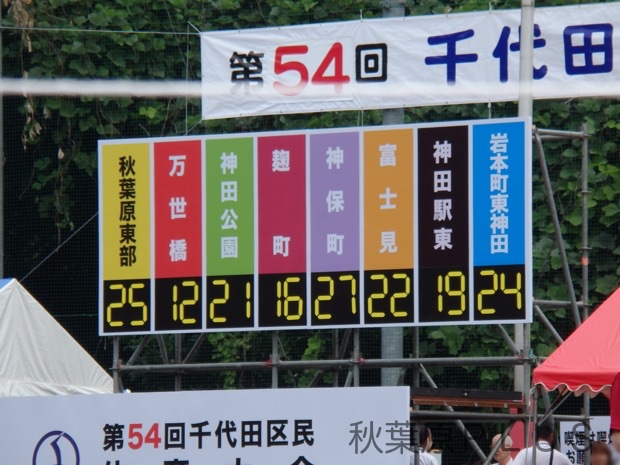 第54回 千代田
秋葉原東部
万世橋
神田公園
麹町
神保町
富士見
神田駅東
岩本町東神田
25 12 21 16 27 22 19 24
第54回千代田区民
秋葉